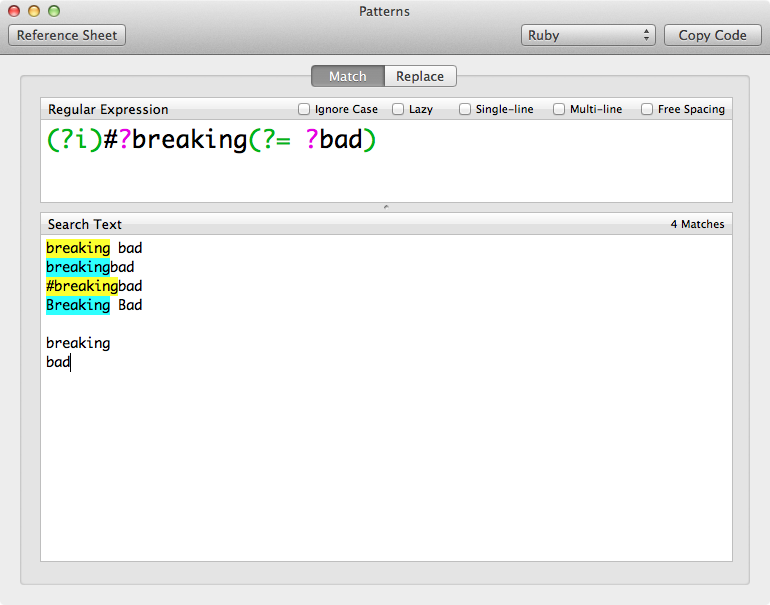 Patterns
Reference Sheet Ruby Copy Code
Match Replace
Regular Expression Ignore Case Lazy Single-line Multi-line Free Spacing
(?i)#?breaking(?= ?bad)
Search Text 4 Matches
breaking bad
breakingbad
#breakingbad
Breaking Bad
breaking
bad